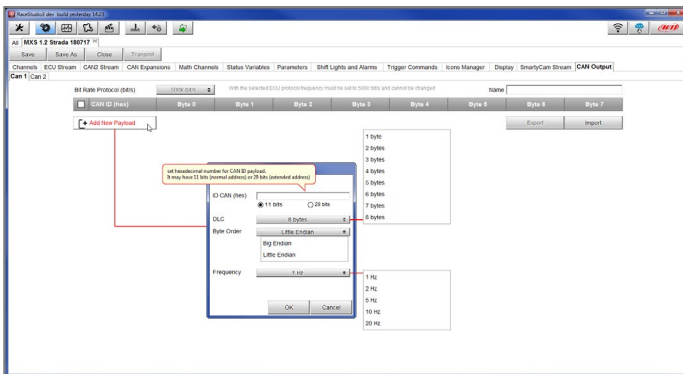 RaceStudio3 dev build yesterday 14:23
AiM
All MXS 1.2 Strada 180717
Save Save As Close Transmit
Channels ECU Stream CAN2 Stream CAN Expansions Math Channels Status Variables Parameters Shift Lights and Alarms Trigger Commands Icons Manager Display SmartyCam Stream CAN Output
Can 1 Can 2
Bit Rate Protocol (bit/s) 500k bit/s With the selected ECU protocol frequency must be set to 500k bit/s and cannot be changed Name
CAN ID (hex) Byte 0 Byte 1 Byte 2 Byte 3 Byte 4 Byte 5 Byte 6 Byte 7
Add New Payload Export Import
set hexadecimal number for CAN ID payload.
It may have 11 bits (normal address) or 29 bits (extended address)
ID CAN (hex)
11 bits 29 bits
DLC 8 bytes
Byte Order Little Endian
Big Endian
Little Endian
Frequency 1 Hz
OK Cancel
1 byte
2 bytes
3 bytes
4 bytes
5 bytes
6 bytes
7 bytes
8 bytes
1 Hz
2 Hz
5 Hz
10 Hz
20 Hz